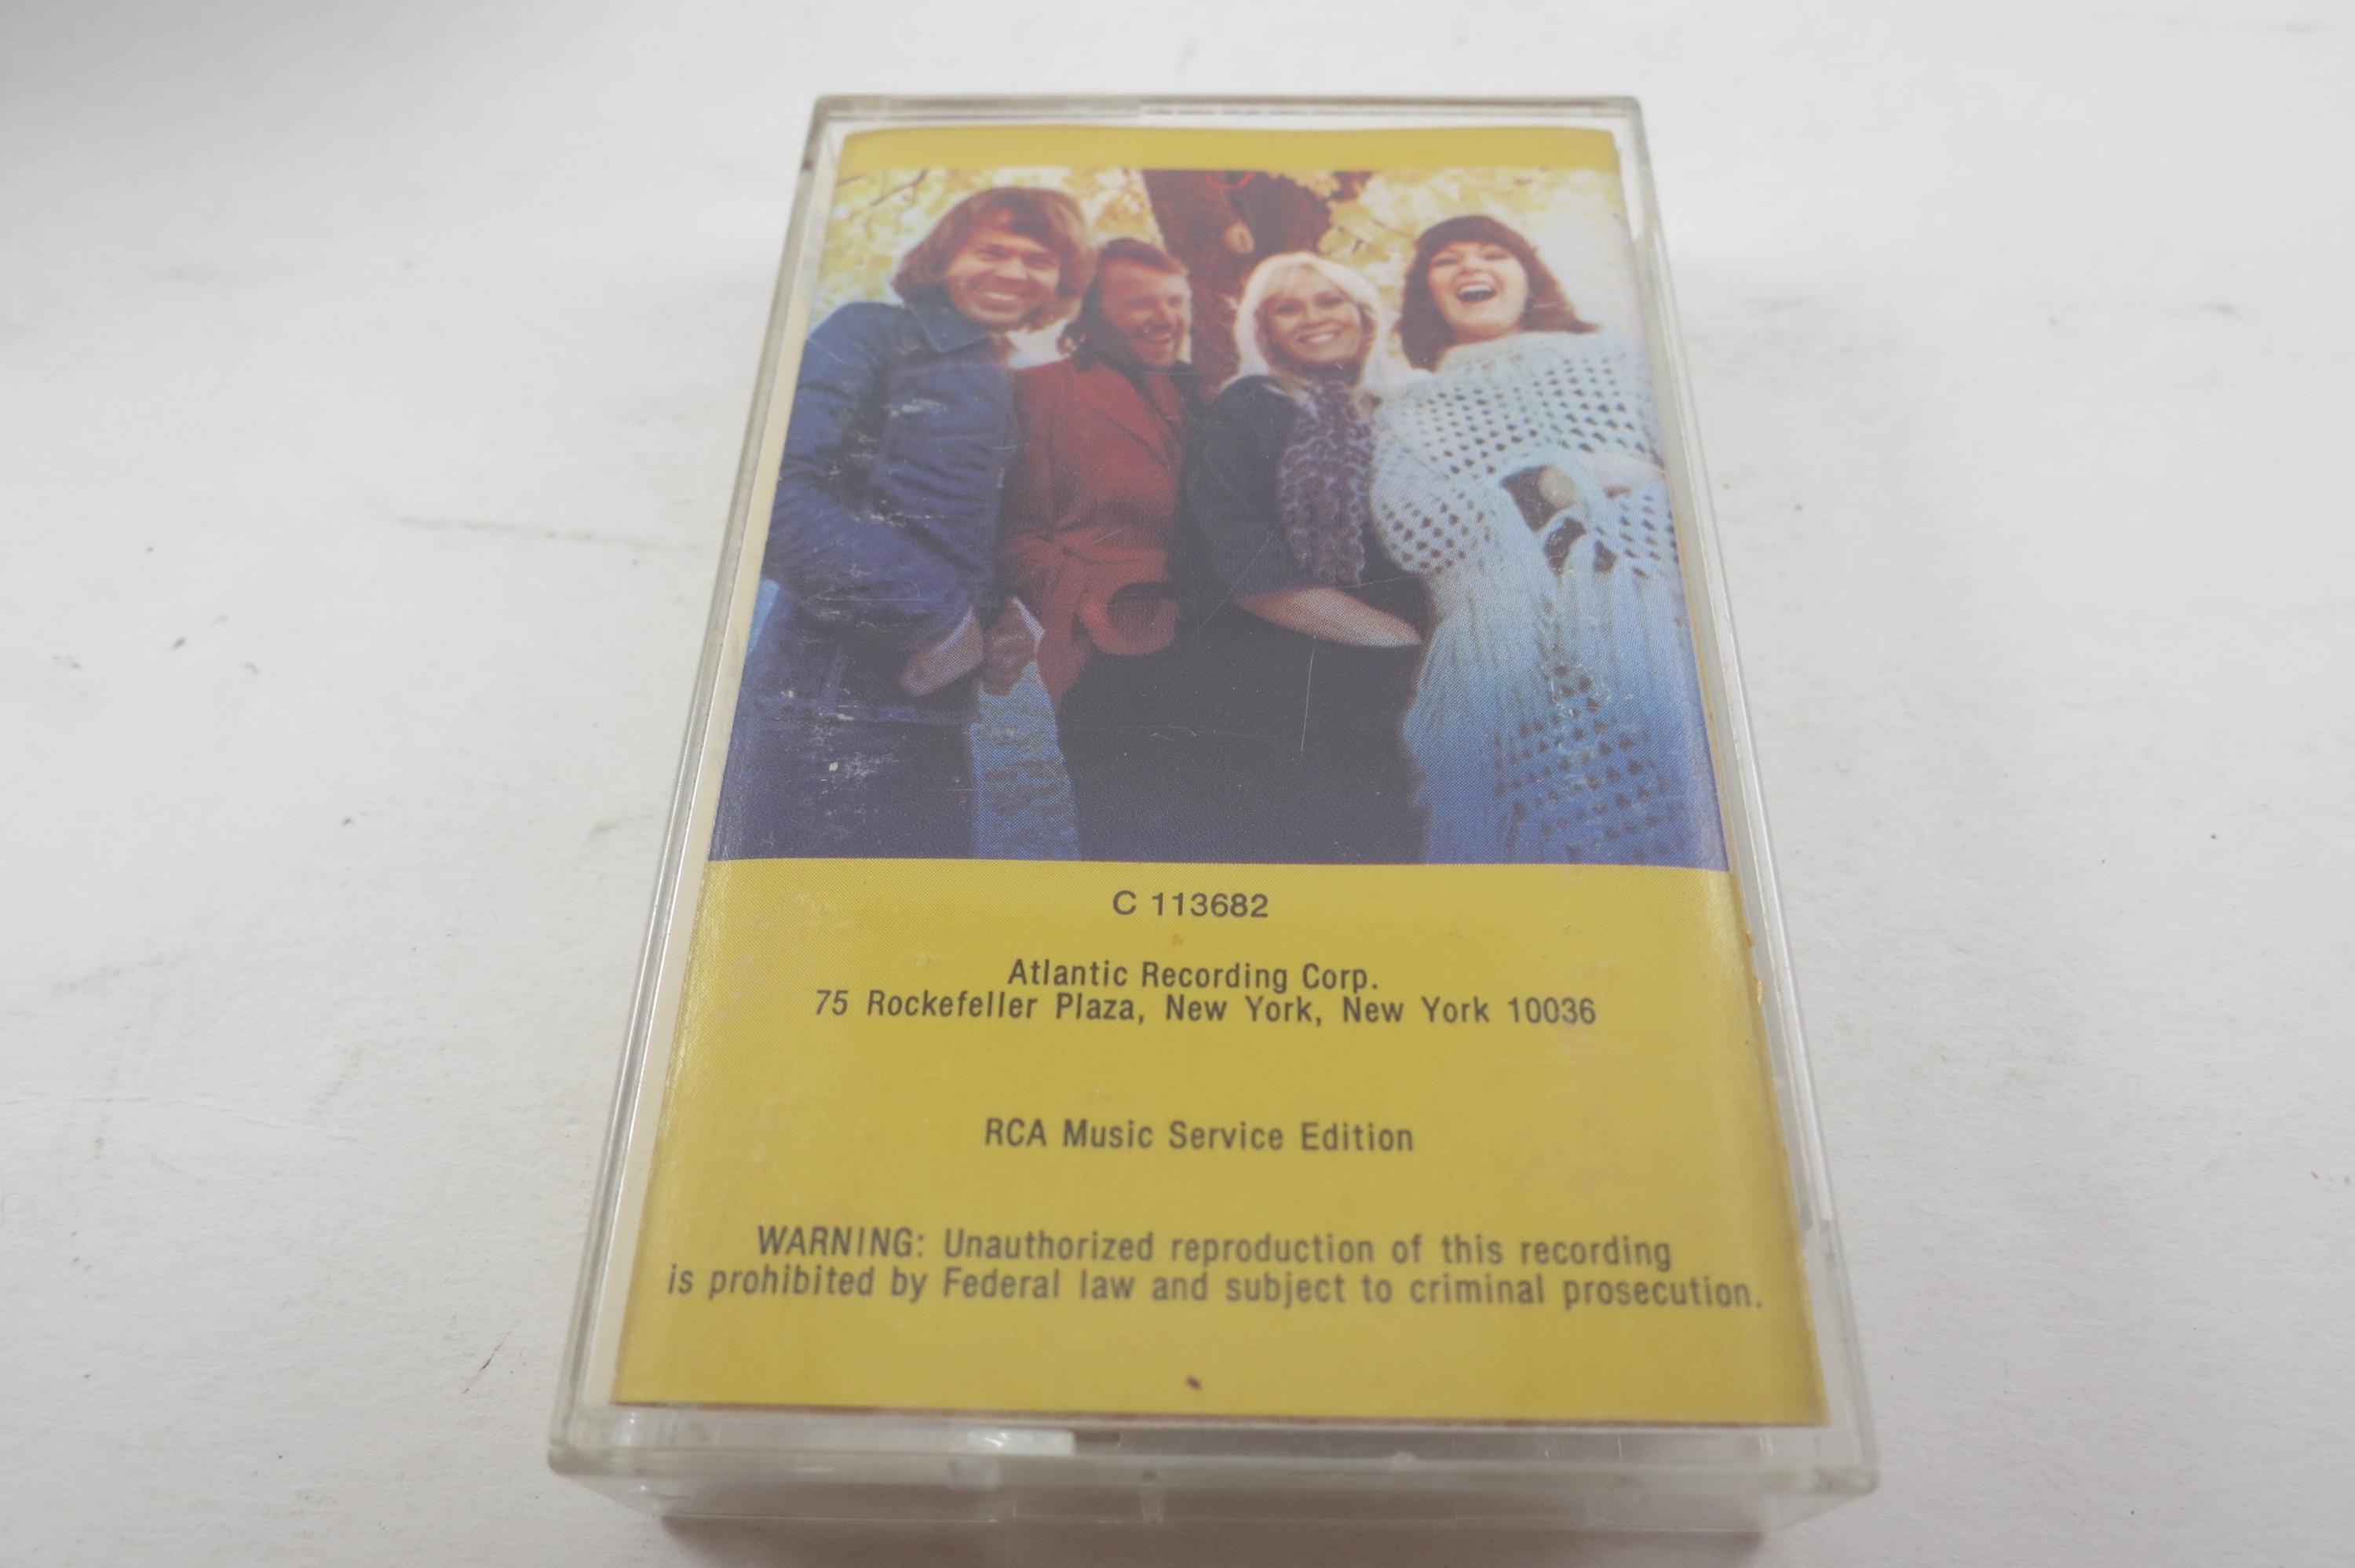 C 113682
Atlantic Recording Corp.
75 Rockefeller Plaza, New York, New York 10036
RCA Music Service Edition
WARNING: Unauthorized reproduction of this recording
is prohibited by Federal law and subject to criminal prosecution.